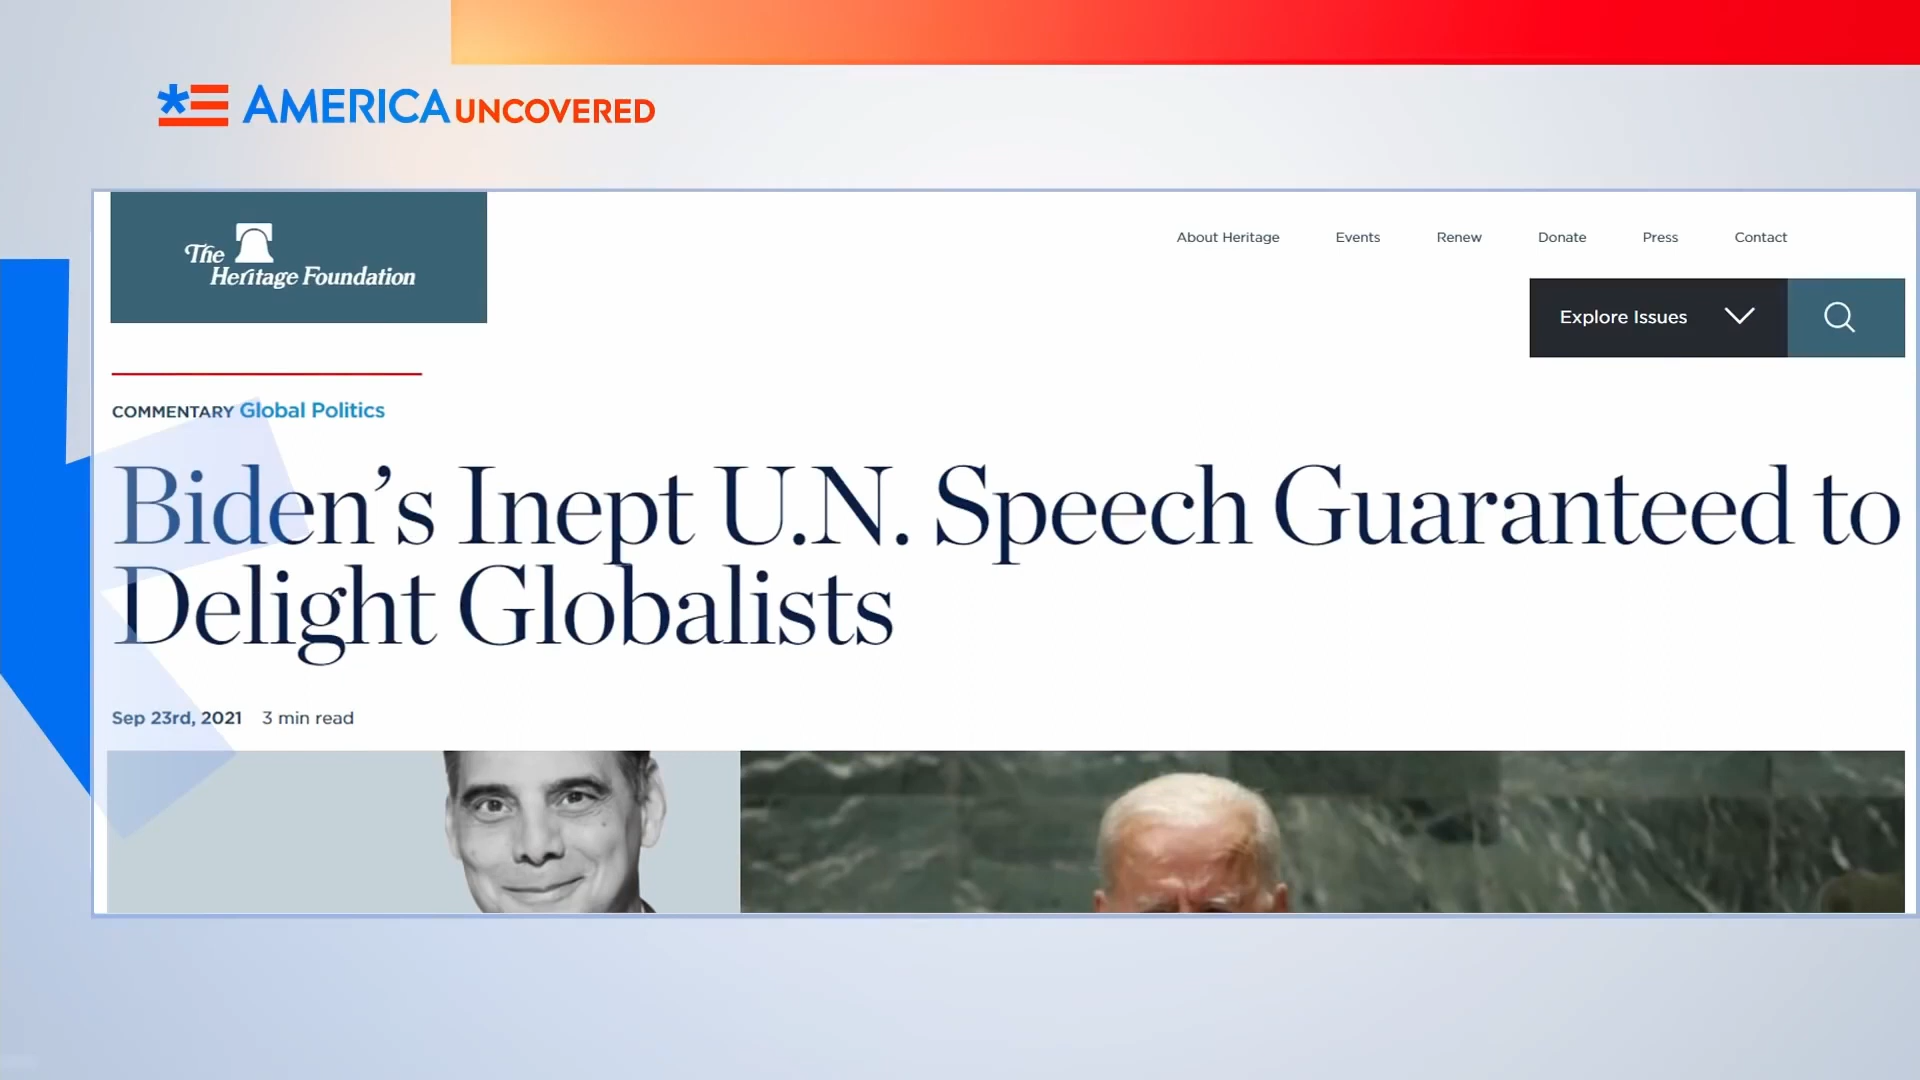 AMERICA UNCOVERED
The
Heritage Foundation
About Heritage Events Renew Donate Press Contact
Explore Issues
COMMENTARY Global Politics
Biden’s Inept U.N. Speech Guaranteed to
Delight Globalists
Sep 23rd, 2021 3 min read